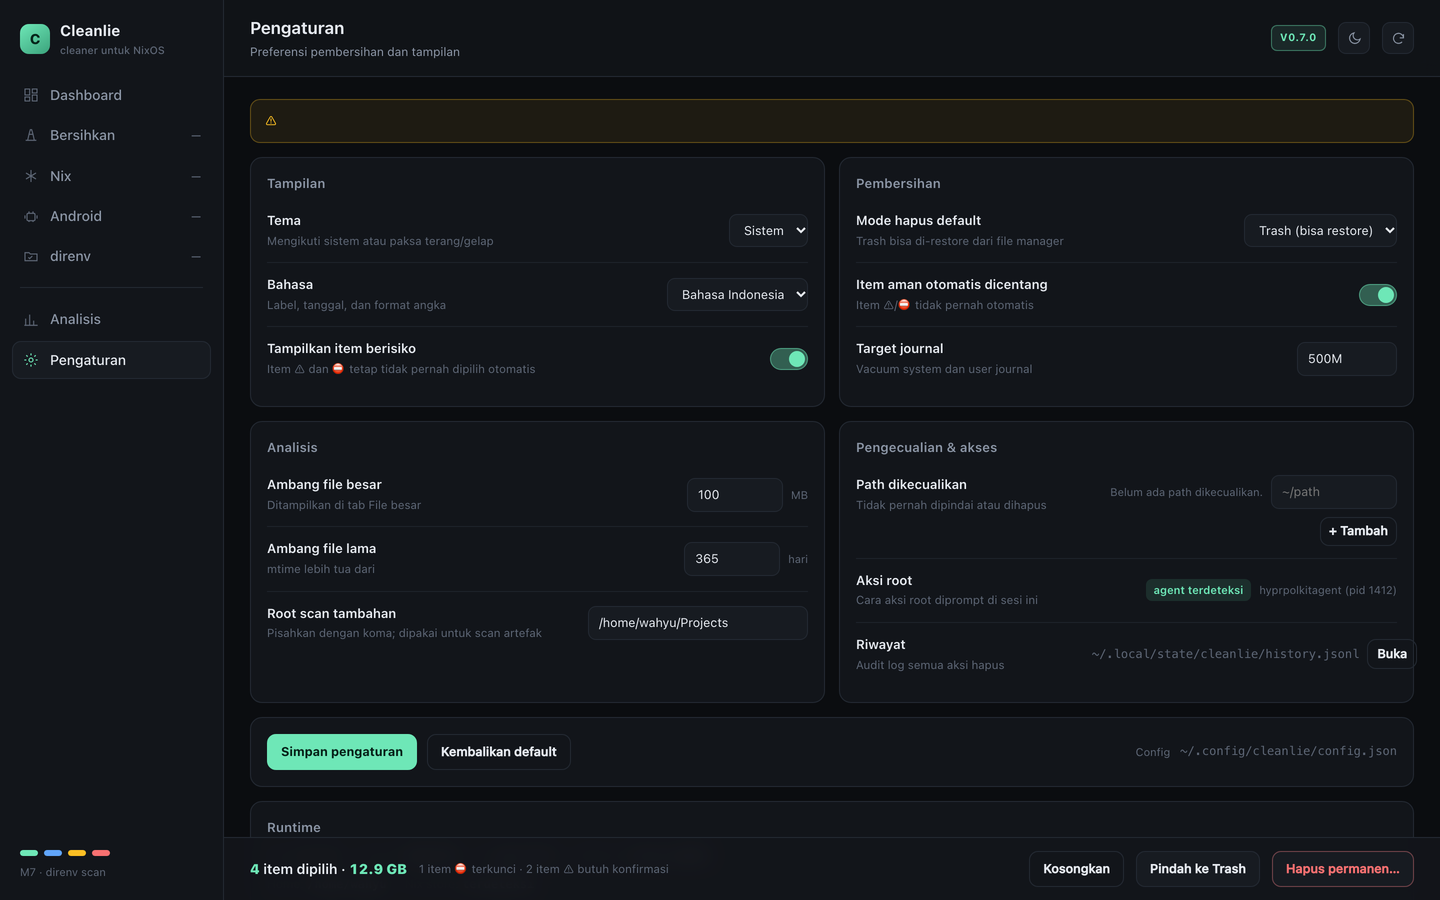 C
Cleanlie
cleaner untuk NixOS
Dashboard
Bersihkan –
Nix –
Android –
direnv –
Analisis
Pengaturan
M7 · direnv scan
Pengaturan
Preferensi pembersihan dan tampilan
V0.7.0
⚠
Tampilan
Tema
Mengikuti sistem atau paksa terang/gelap
Sistem
Bahasa
Label, tanggal, dan format angka
Bahasa Indonesia
Tampilkan item berisiko
Item ⚠ dan ⛔ tetap tidak pernah dipilih otomatis
Pembersihan
Mode hapus default
Trash bisa di-restore dari file manager
Trash (bisa restore)
Item aman otomatis dicentang
Item ⚠/⛔ tidak pernah otomatis
Target journal
Vacuum system dan user journal
500M
Analisis
Ambang file besar
Ditampilkan di tab File besar
100 MB
Ambang file lama
mtime lebih tua dari
365 hari
Root scan tambahan
Pisahkan dengan koma; dipakai untuk scan artefak
/home/wahyu/Projects
Pengecualian & akses
Path dikecualikan
Tidak pernah dipindai atau dihapus
Belum ada path dikecualikan.
~/path
+ Tambah
Aksi root
Cara aksi root diprompt di sesi ini
agent terdeteksi hyprpolkitagent (pid 1412)
Riwayat
Audit log semua aksi hapus
~/.local/state/cleanlie/history.jsonl
Buka
Simpan pengaturan
Kembalikan default
Config ~/.config/cleanlie/config.json
Runtime
4 item dipilih · 12.9 GB 1 item ⛔ terkunci · 2 item ⚠ butuh konfirmasi
Kosongkan
Pindah ke Trash
Hapus permanen...